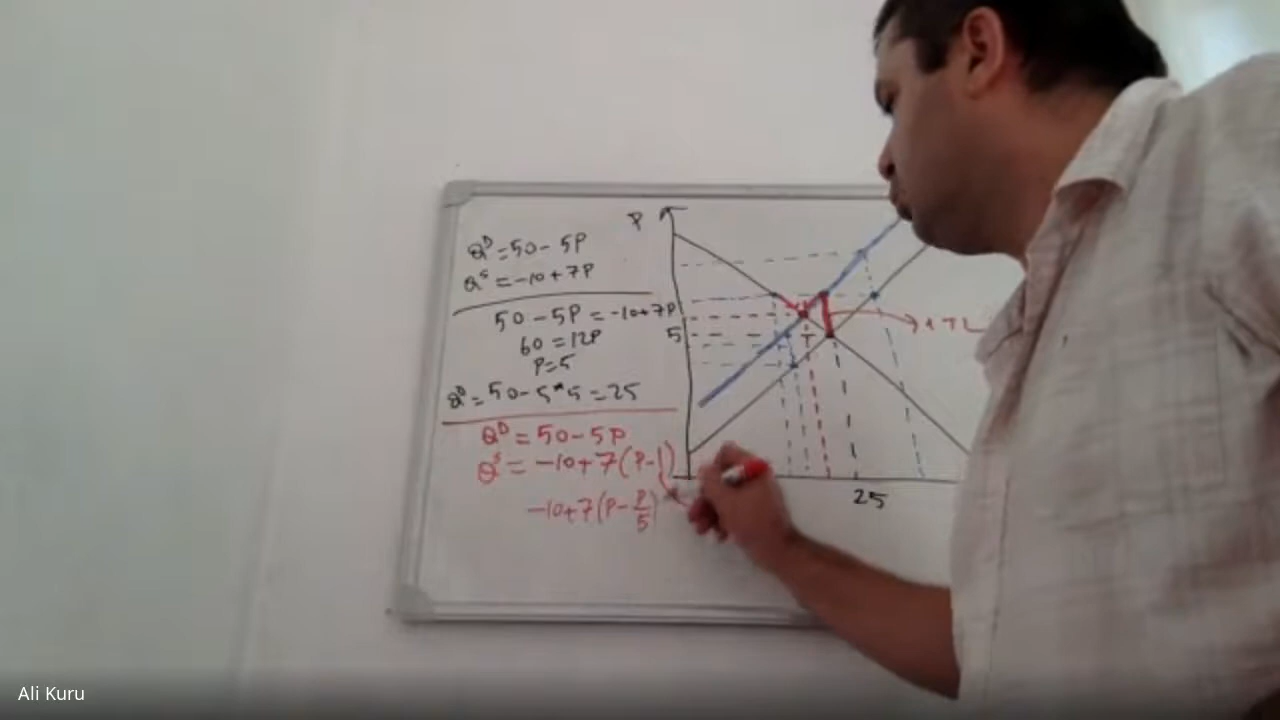 Q^D = 50 - 5P
Q^S = -10 + 7P
50 - 5P = -10 + 7P
60 = 12P
P = 5
Q^D = 50 - 5*5 = 25
Q^D = 50 - 5P
Q^S = -10 + 7(P-1)
-10 + 7(P - P/5)
P
5
25
Ali Kuru